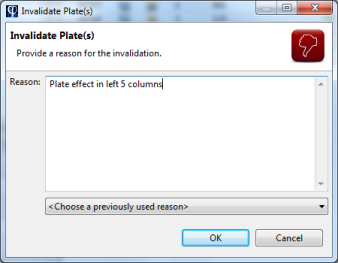 Invalidate Plate(s)
Invalidate Plate(s)
Provide a reason for the invalidation.
Reason: Plate effect in left 5 columns
<Choose a previously used reason>
OK Cancel